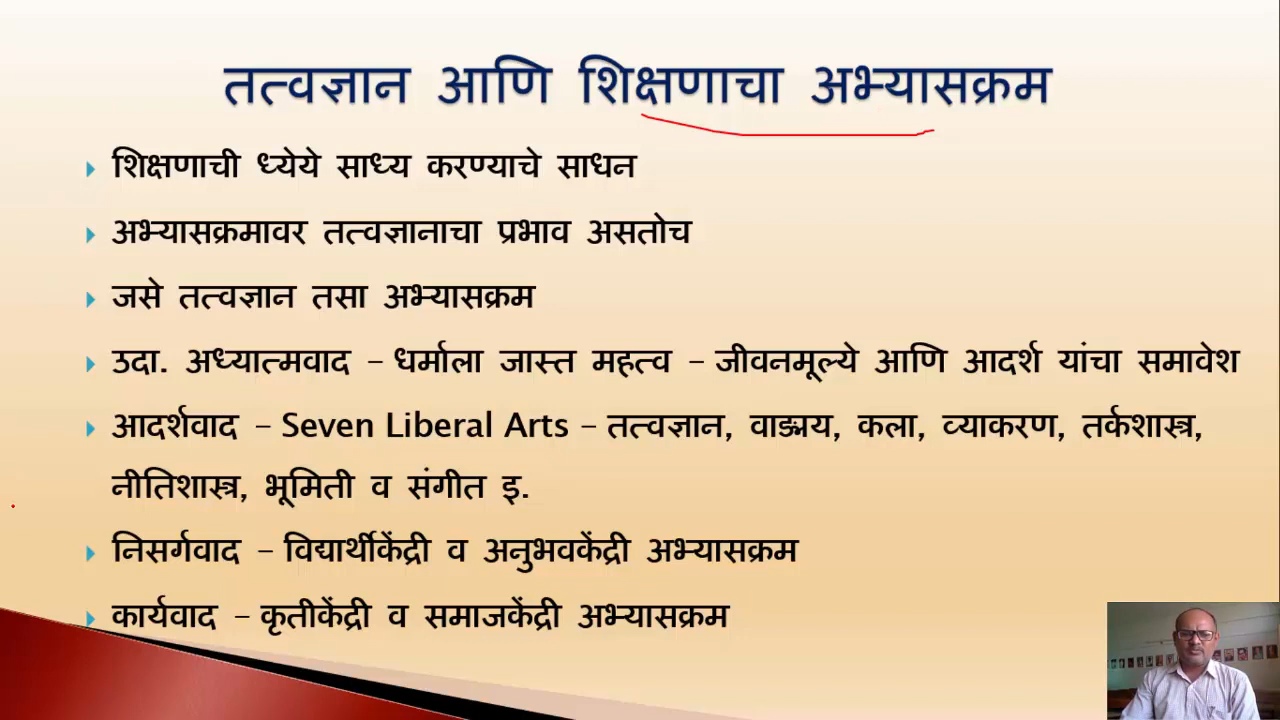 तत्वज्ञान आणि शिक्षणाचा अभ्यासक्रम
शिक्षणाची ध्येये साध्य करण्याचे साधन
अभ्यासक्रमावर तत्वज्ञानाचा प्रभाव असतोच
जसे तत्वज्ञान तसा अभ्यासक्रम
उदा. अध्यात्मवाद – धर्माला जास्त महत्व – जीवनमूल्ये आणि आदर्श यांचा समावेश
आदर्शवाद – Seven Liberal Arts – तत्वज्ञान, वाङ्मय, कला, व्याकरण, तर्कशास्त्र,
नीतिशास्त्र, भूमिती व संगीत इ.
निसर्गवाद – विद्यार्थीकेंद्री व अनुभवकेंद्री अभ्यासक्रम
कार्यवाद – कृतीकेंद्री व समाजकेंद्री अभ्यासक्रम